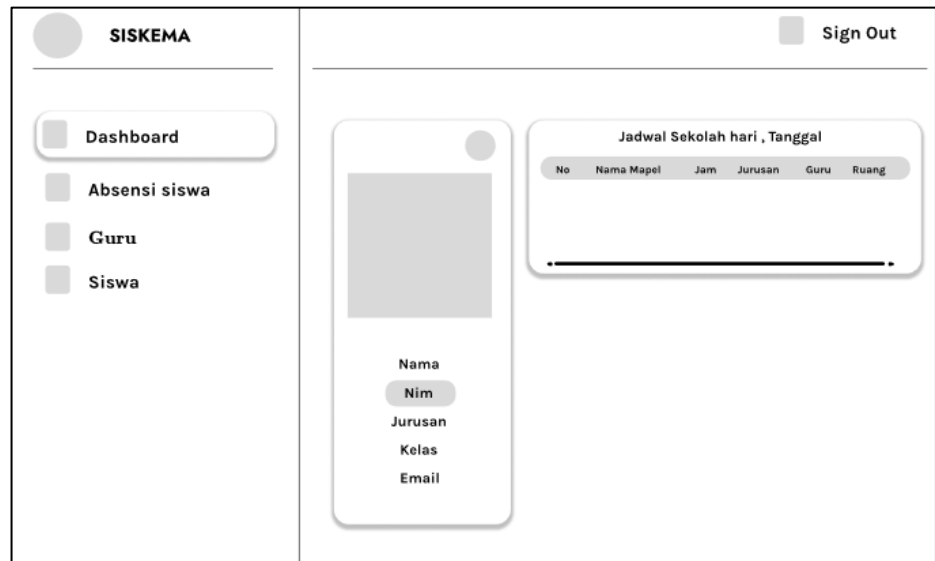 SISKEMA
Sign Out
Dashboard
Absensi siswa
Guru
Siswa
Nama
Nim
Jurusan
Kelas
Email
Jadwal Sekolah hari , Tanggal
No Nama Mapel Jam Jurusan Guru Ruang